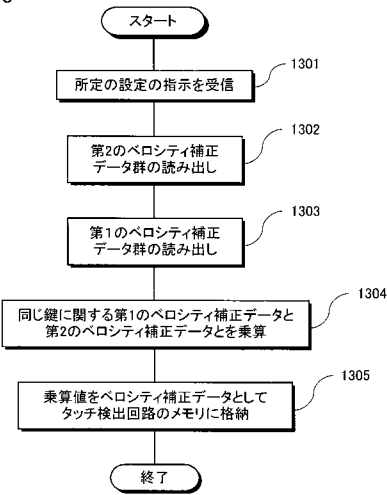 スタート
所定の設定の指示を受信
1301
第2のベロシティ補正
データ群の読み出し
1302
第1のベロシティ補正
データ群の読み出し
1303
同じ鍵に関する第1のベロシティ補正データと
第2のベロシティ補正データとを乗算
1304
乗算値をベロシティ補正データとして
タッチ検出回路のメモリに格納
1305
終了